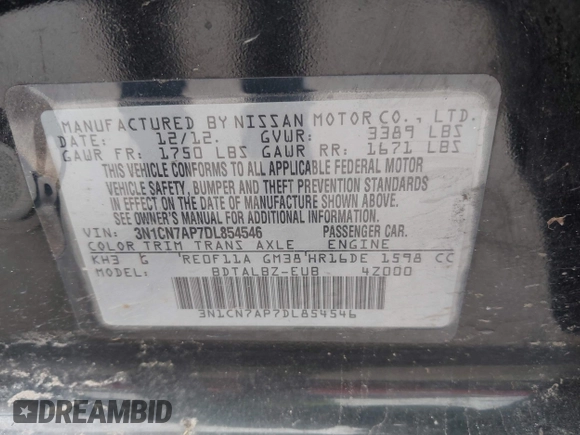 MANUFACTURED BY NISSAN MOTOR CO., LTD.
DATE: 12/12. GVWR: 3389 LBS
GAWR FR: 1750 LBS GAWR RR: 1671 LBS
THIS VEHICLE CONFORMS TO ALL APPLICABLE FEDERAL MOTOR
VEHICLE SAFETY, BUMPER AND THEFT PREVENTION STANDARDS
IN EFFECT ON THE DATE OF MANUFACTURE SHOWN ABOVE.
SEE OWNER'S MANUAL FOR ADDITIONAL INFORMATION.
VIN: 3N1CN7AP7DL854546 PASSENGER CAR.
COLOR TRIM TRANS AXLE ENGINE
KH3 G RE0F11A GM38 HR16DE 1598 CC
MODEL: BDTALBZ-EUB 4Z000
3N1CN7AP7DL854546
DREAMBID